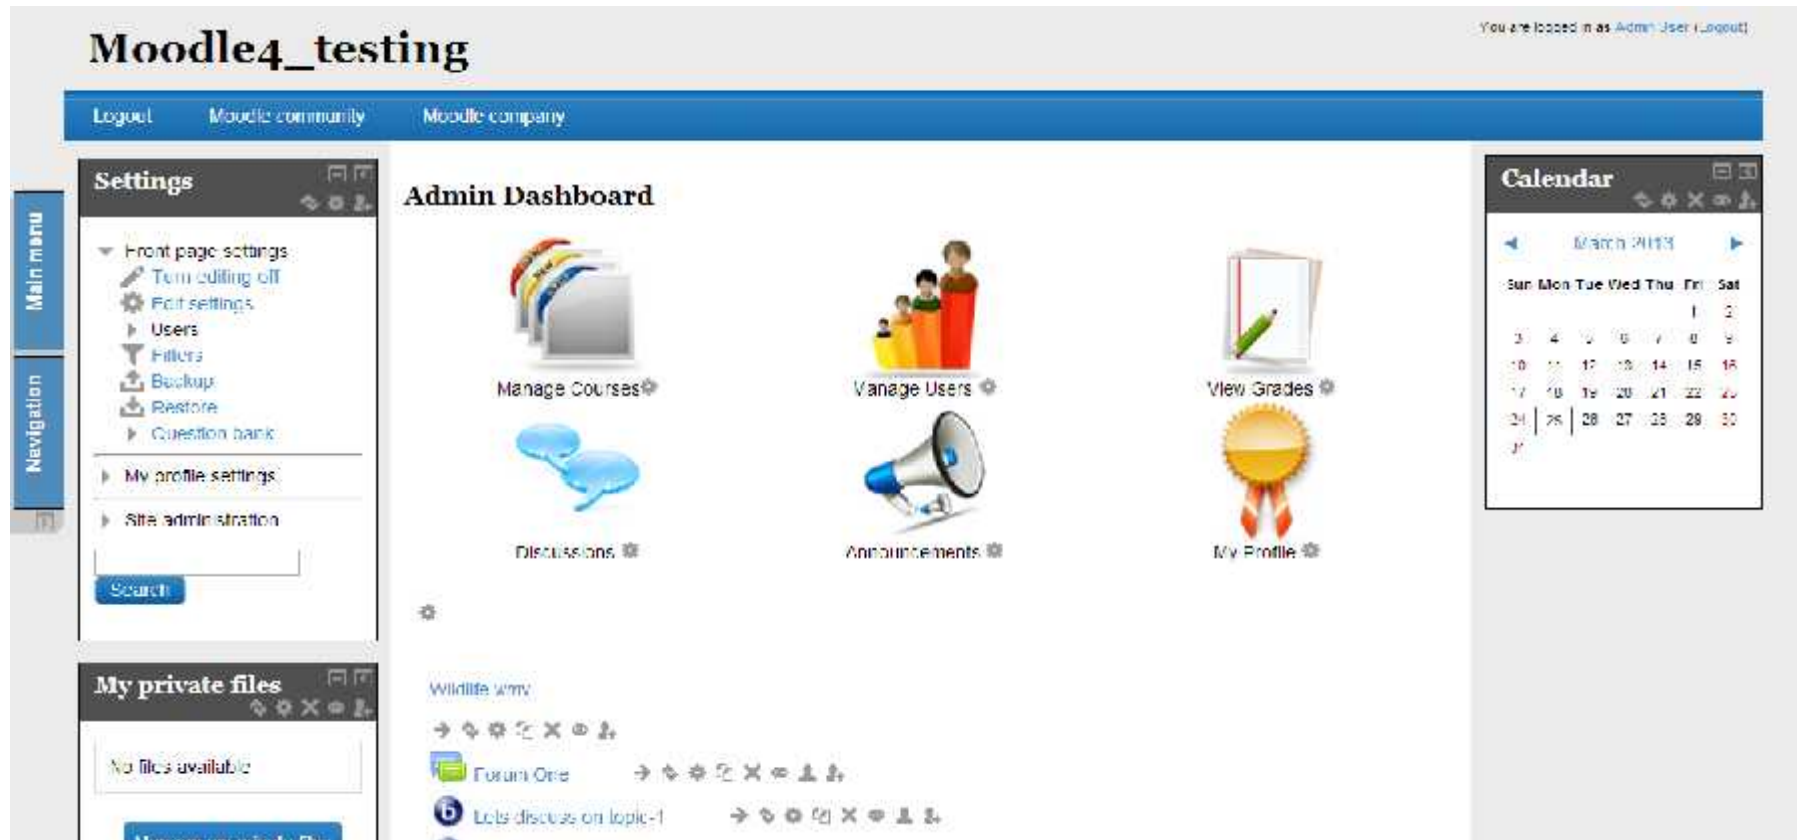 Moodle4_testing
You are logged in as Admin User (Logout)
Logout Moodle community Moodle company
Main menu
Navigation
Settings
Front page settings
Turn editing off
Edit settings
Users
Filters
Backup
Restore
Question bank
My profile settings
Site administration
Search
My private files
No files available
Admin Dashboard
Manage Courses Manage Users View Grades
Discussions Announcements My Profile
Wildlife.wmv
Forum One
Lets discuss on topic-1
Calendar
March 2013
Sun Mon Tue Wed Thu Fri Sat
1 2
3 4 5 6 7 8 9
10 11 12 13 14 15 16
17 18 19 20 21 22 23
24 25 26 27 28 29 30
31